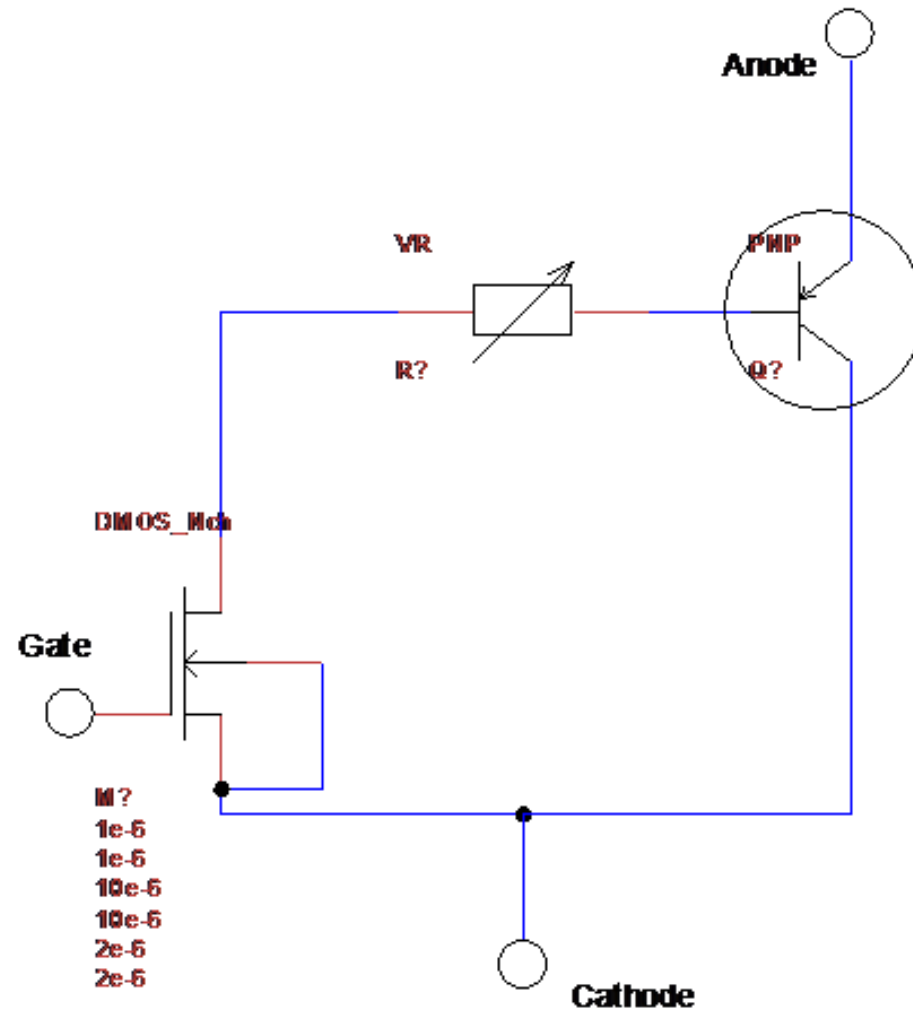 Anode
VR
PNP
R?
Q?
DMOS_Nch
Gate
M?
1e-6
1e-6
10e-6
10e-6
2e-6
2e-6
Cathode